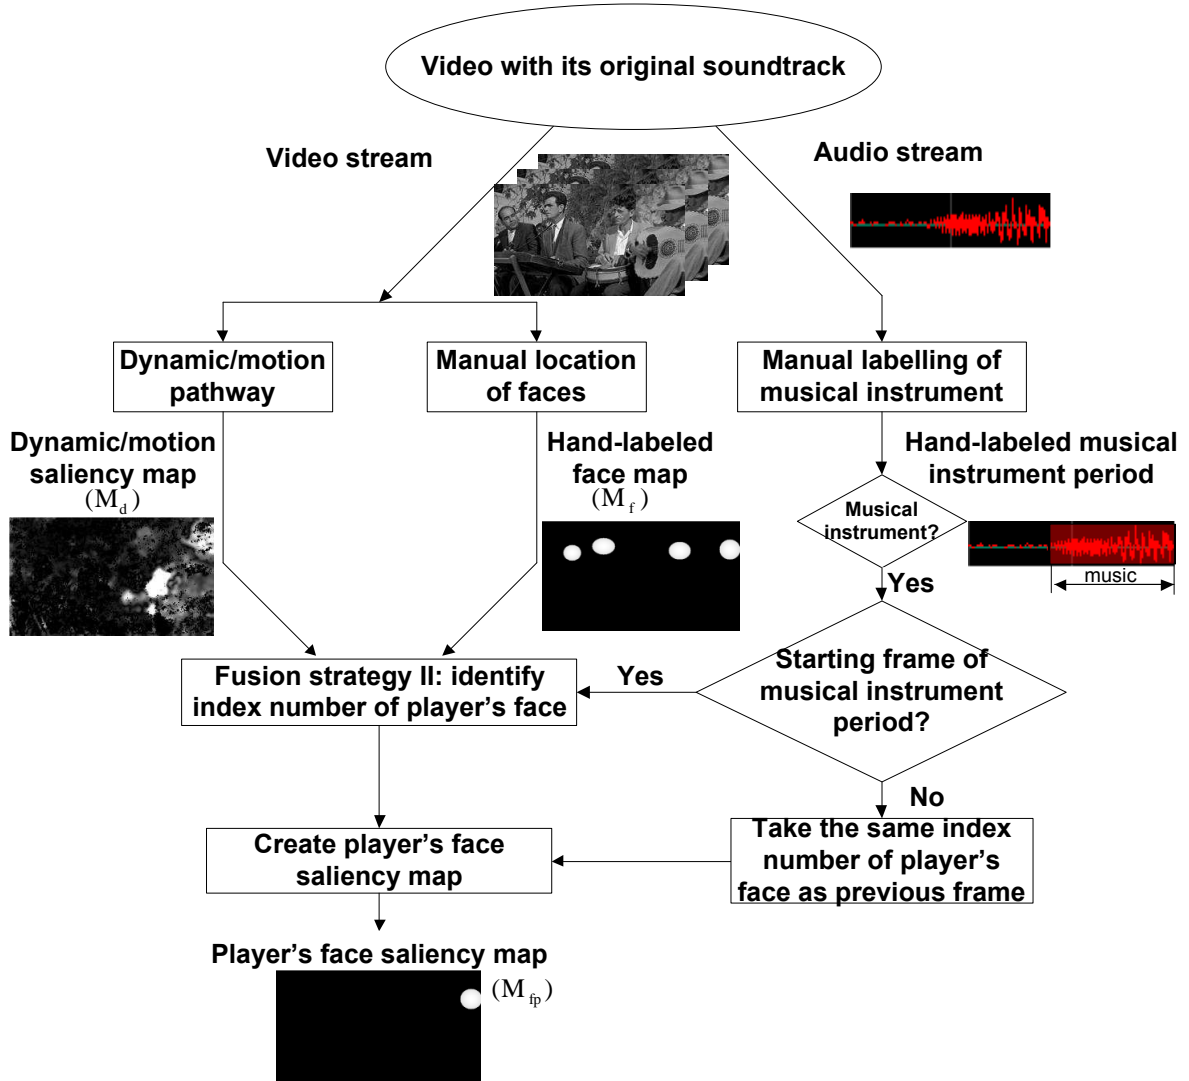 Video with its original soundtrack
Video stream
Audio stream
Dynamic/motion
pathway
Manual location
of faces
Manual labelling of
musical instrument
Dynamic/motion
saliency map
(M_d)
Hand-labeled
face map
(M_f)
Hand-labeled musical
instrument period
Musical
instrument?
music
Yes
Starting frame of
musical instrument
period?
Yes
Fusion strategy II: identify
index number of player’s face
No
Take the same index
number of player’s
face as previous frame
Create player’s face
saliency map
Player’s face saliency map
(M_fp)